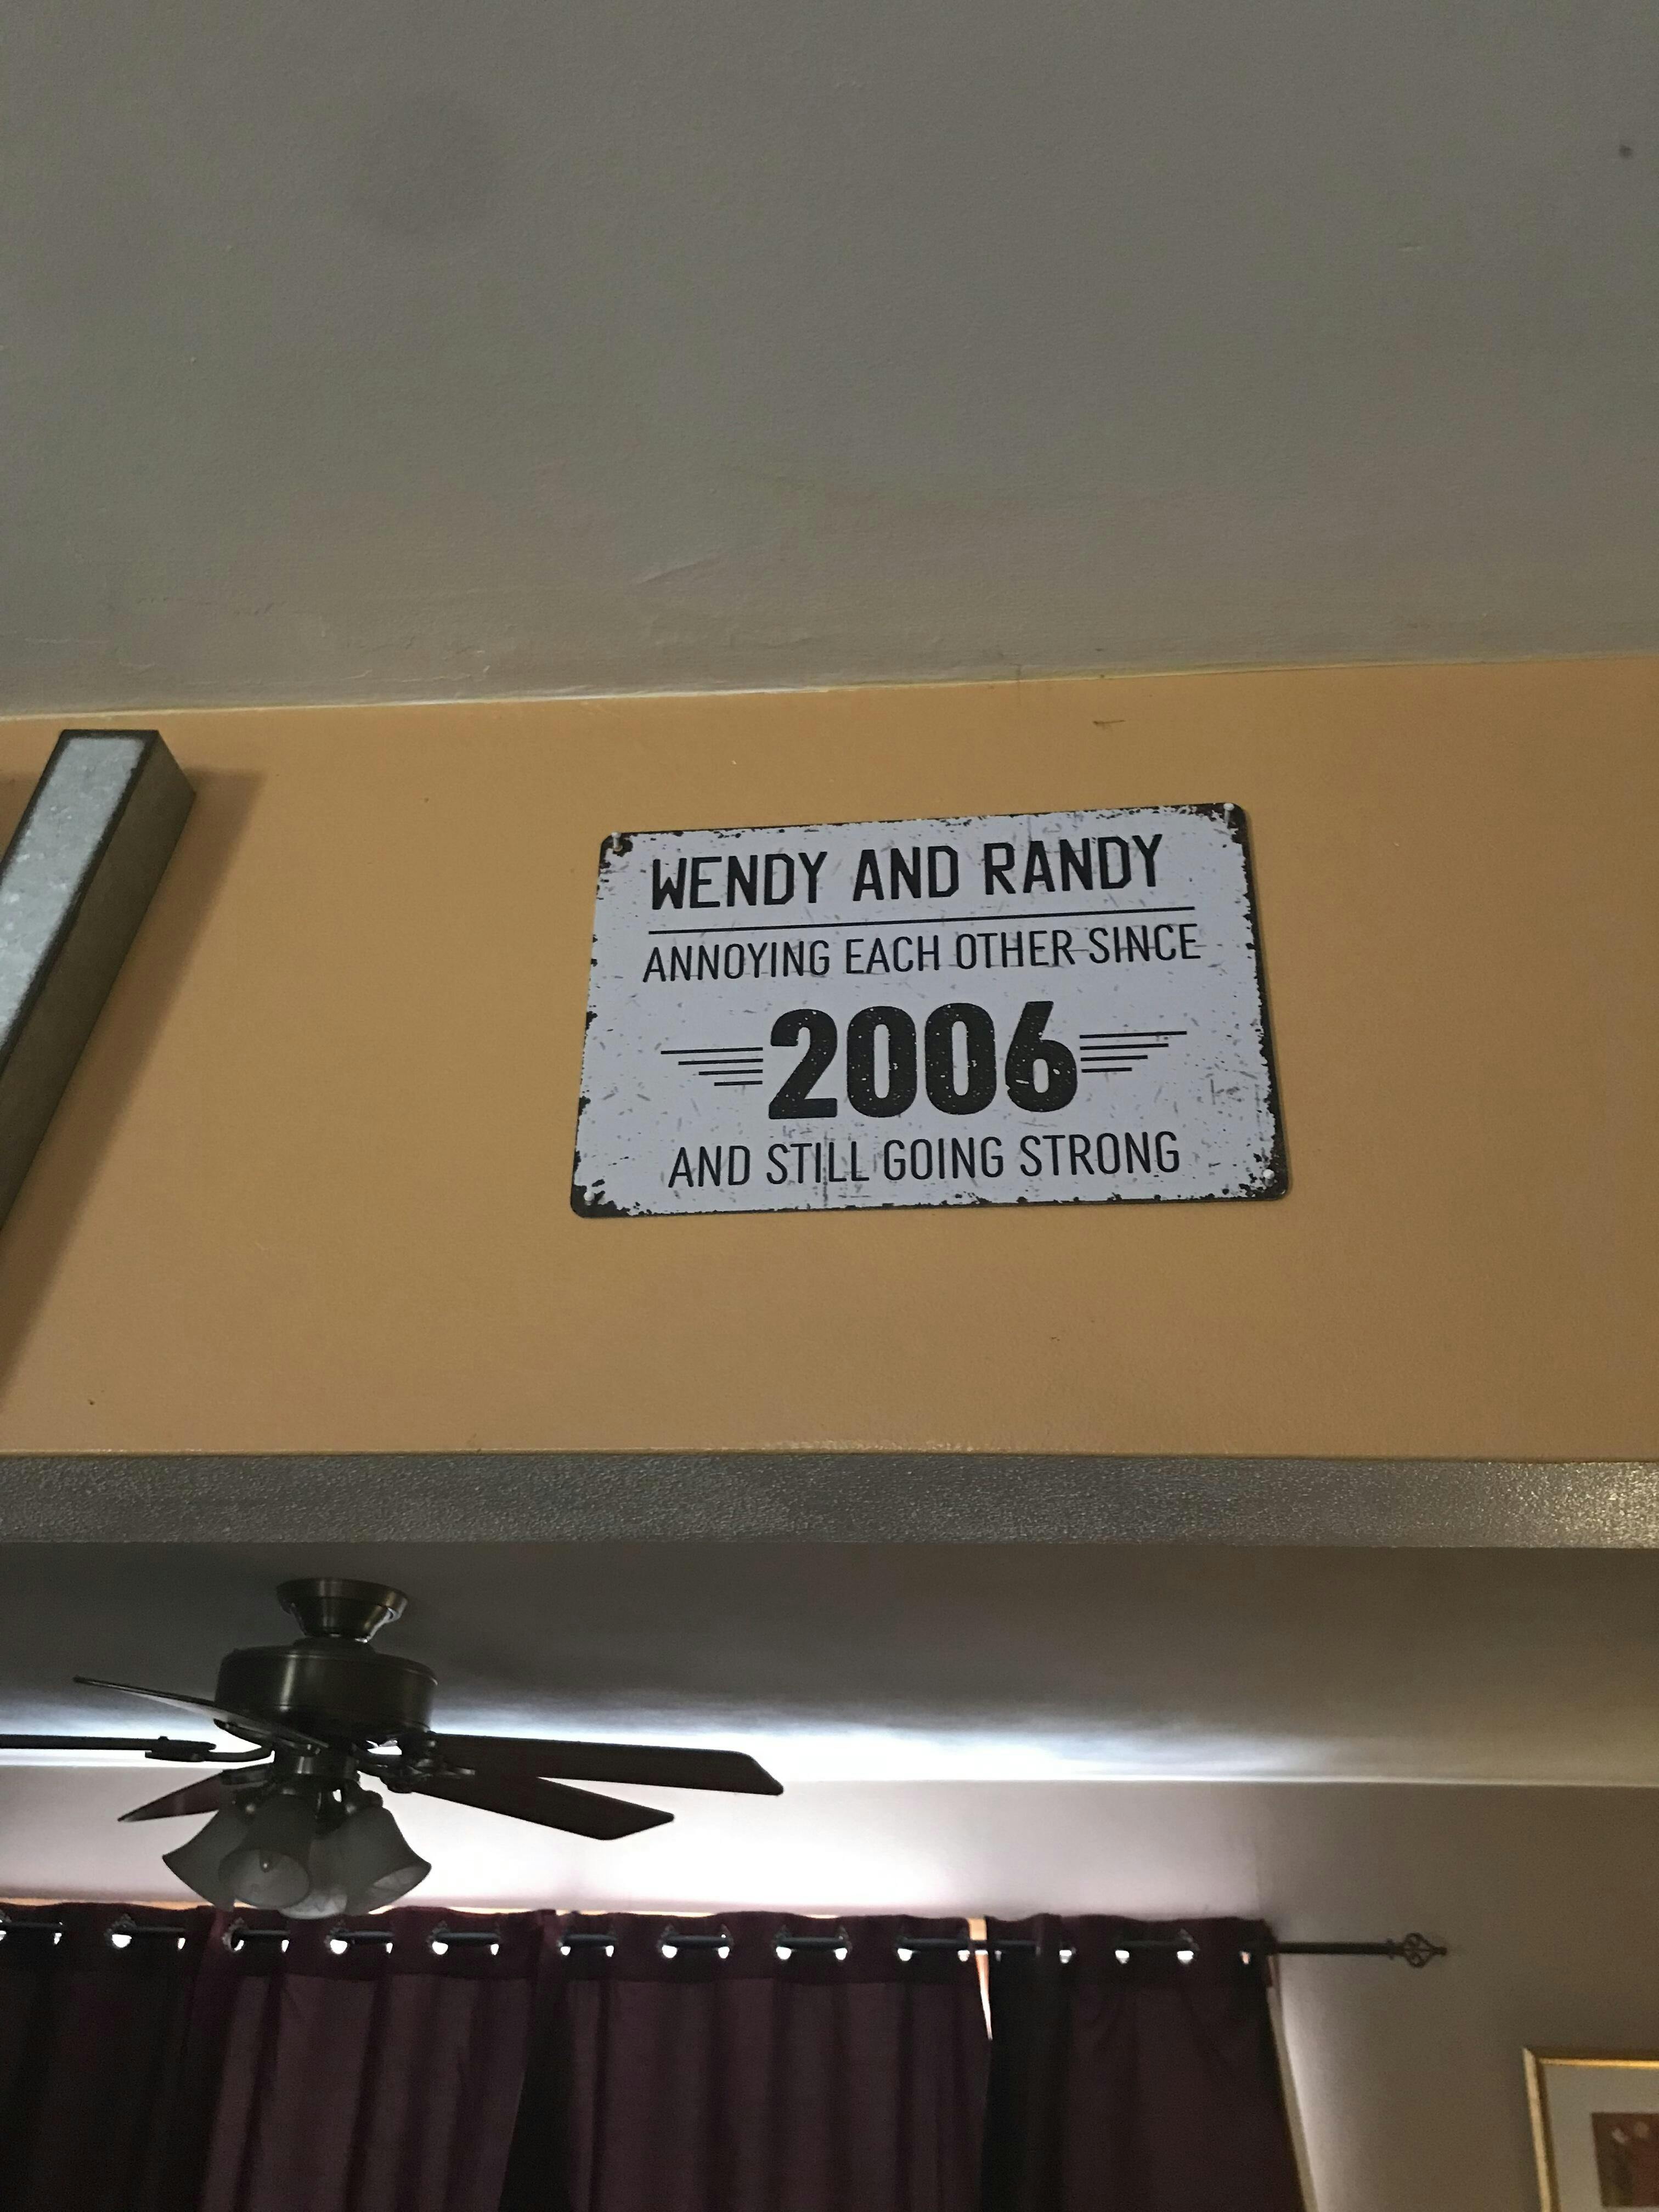 WENDY AND RANDY
ANNOYING EACH OTHER SINCE
2006
AND STILL GOING STRONG